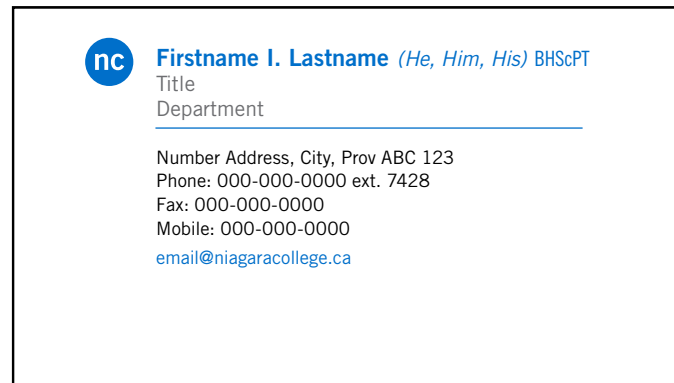 nc
Firstname I. Lastname (He, Him, His) BHScPT
Title
Department
Number Address, City, Prov ABC 123
Phone: 000-000-0000 ext. 7428
Fax: 000-000-0000
Mobile: 000-000-0000
email@niagaracollege.ca